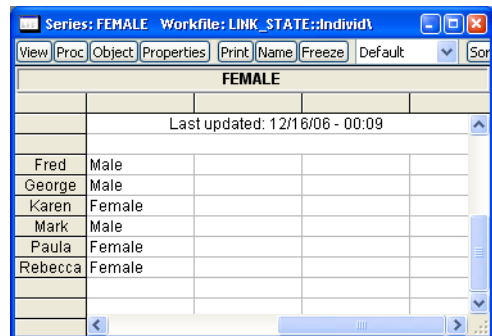 Series: FEMALE Workfile: LINK_STATE::Individ\
View Proc Object Properties Print Name Freeze Default Sor
FEMALE
Last updated: 12/16/06 - 00:09
Fred Male
George Male
Karen Female
Mark Male
Paula Female
Rebecca Female